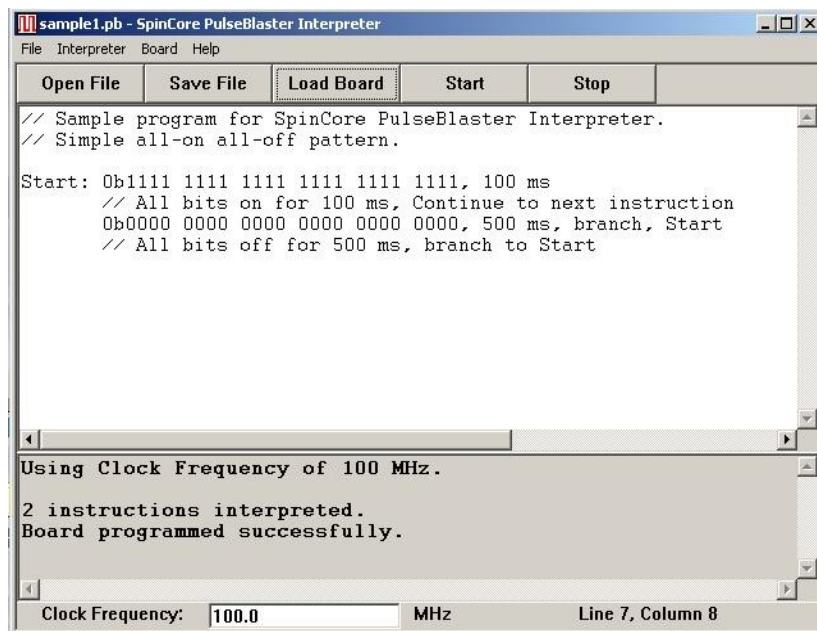 sample1.pb - SpinCore PulseBlaster Interpreter
File Interpreter Board Help
Open File Save File Load Board Start Stop
// Sample program for SpinCore PulseBlaster Interpreter.
// Simple all-on all-off pattern.
Start: 0b1111 1111 1111 1111 1111 1111, 100 ms
// All bits on for 100 ms, Continue to next instruction
0b0000 0000 0000 0000 0000 0000, 500 ms, branch, Start
// All bits off for 500 ms, branch to Start
Using Clock Frequency of 100 MHz.
2 instructions interpreted.
Board programmed successfully.
Clock Frequency: 100.0 MHz Line 7, Column 8